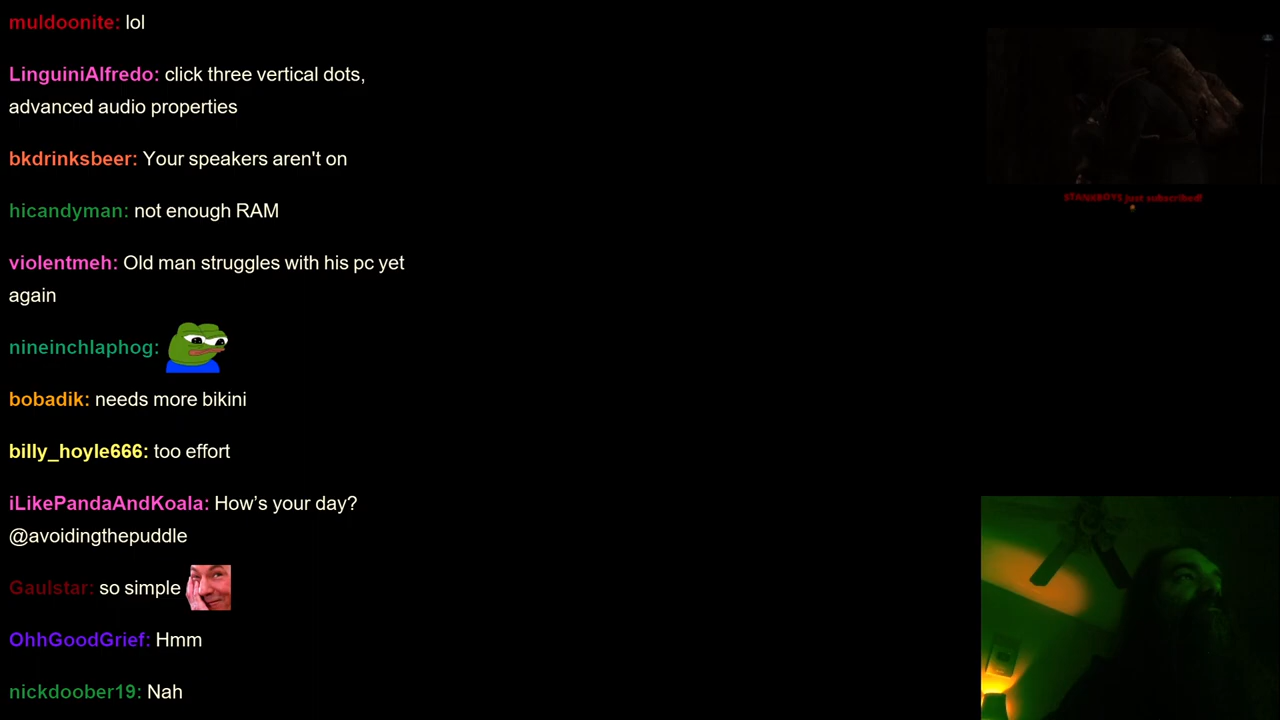 muldoonite: lol
LinguiniAlfredo: click three vertical dots,
advanced audio properties
bkdrinksbeer: Your speakers aren't on
hicandyman: not enough RAM
violentmeh: Old man struggles with his pc yet
again
nineinchlaphog:
bobadik: needs more bikini
billy_hoyle666: too effort
iLikePandaAndKoala: How’s your day?
@avoidingthepuddle
Gaulstar: so simple
OhhGoodGrief: Hmm
nickdoober19: Nah
just subscribed!